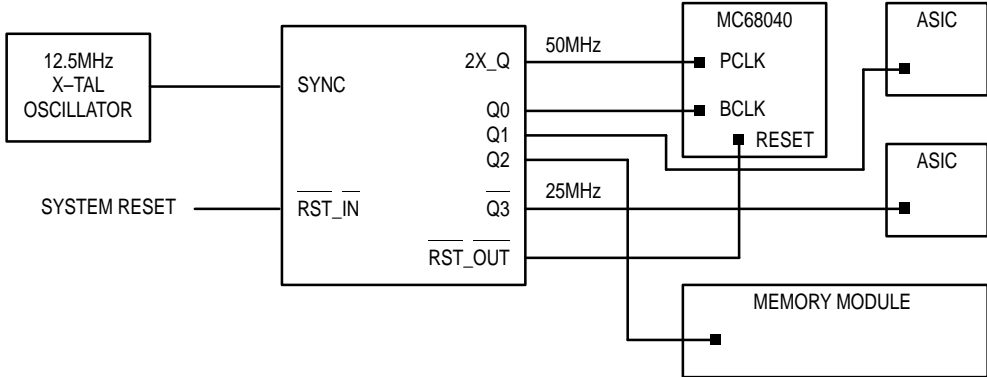 12.5MHz
X–TAL
OSCILLATOR
SYSTEM RESET
SYNC
RST_IN
2X_Q
Q0
Q1
Q2
Q3
RST_OUT
50MHz
25MHz
MC68040
PCLK
BCLK
RESET
ASIC
ASIC
MEMORY MODULE